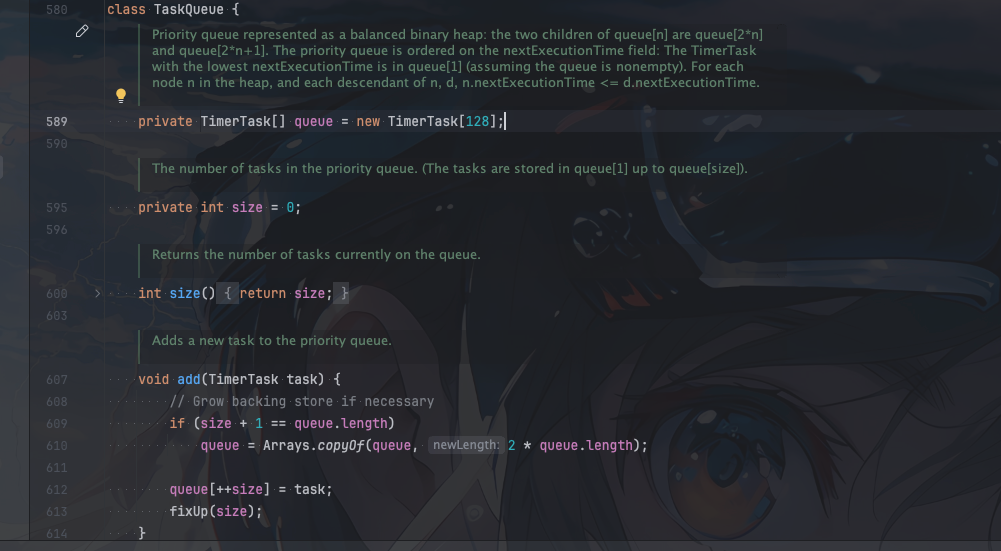 580 class TaskQueue {
Priority queue represented as a balanced binary heap: the two children of queue[n] are queue[2*n]
and queue[2*n+1]. The priority queue is ordered on the nextExecutionTime field: The TimerTask
with the lowest nextExecutionTime is in queue[1] (assuming the queue is nonempty). For each
node n in the heap, and each descendant of n, d, n.nextExecutionTime <= d.nextExecutionTime.
589 private TimerTask[] queue = new TimerTask[128];
590
The number of tasks in the priority queue. (The tasks are stored in queue[1] up to queue[size]).
595 private int size = 0;
596
Returns the number of tasks currently on the queue.
600 int size() { return size; }
603
Adds a new task to the priority queue.
607 void add(TimerTask task) {
608 // Grow backing store if necessary
609 if (size + 1 == queue.length)
610 queue = Arrays.copyOf(queue, newLength: 2 * queue.length);
611
612 queue[++size] = task;
613 fixUp(size);
614 }